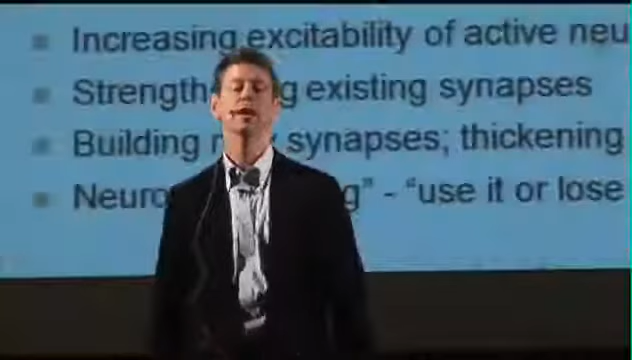 Increasing excitability of active neu
Strength g existing synapses
Building synapses; thickening
Neuro g" - "use it or lose